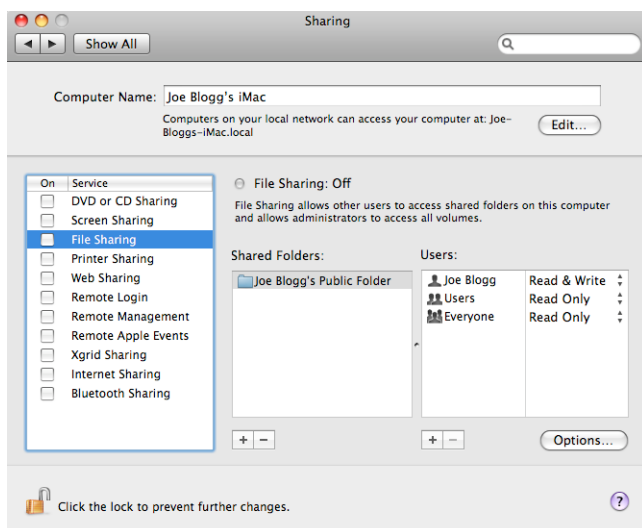 Sharing
Show All
Computer Name: Joe Blogg's iMac
Computers on your local network can access your computer at: Joe-
Bloggs-iMac.local
Edit...
On Service
DVD or CD Sharing
Screen Sharing
File Sharing
Printer Sharing
Web Sharing
Remote Login
Remote Management
Remote Apple Events
Xgrid Sharing
Internet Sharing
Bluetooth Sharing
File Sharing: Off
File Sharing allows other users to access shared folders on this computer
and allows administrators to access all volumes.
Shared Folders:
Joe Blogg's Public Folder
Users:
Joe Blogg Read & Write
Users Read Only
Everyone Read Only
+ −
+ −
Options...
Click the lock to prevent further changes.
?